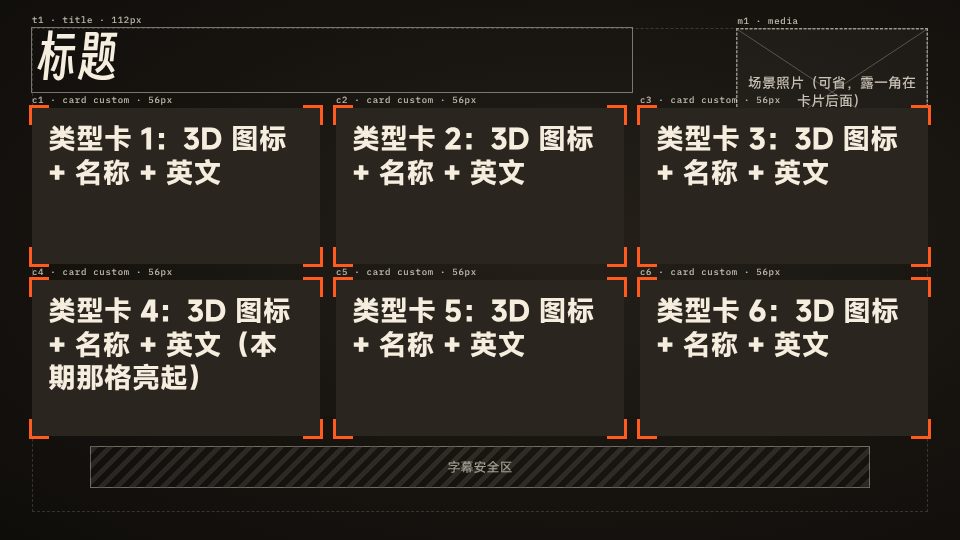 t1 · title · 112px
标题
m1 · media
场景照片（可省，露一角在
卡片后面）
c1 · card custom · 56px
类型卡 1：3D 图标
+ 名称 + 英文
c2 · card custom · 56px
类型卡 2：3D 图标
+ 名称 + 英文
c3 · card custom · 56px
类型卡 3：3D 图标
+ 名称 + 英文
c4 · card custom · 56px
类型卡 4：3D 图标
+ 名称 + 英文（本
期那格亮起）
c5 · card custom · 56px
类型卡 5：3D 图标
+ 名称 + 英文
c6 · card custom · 56px
类型卡 6：3D 图标
+ 名称 + 英文
字幕安全区